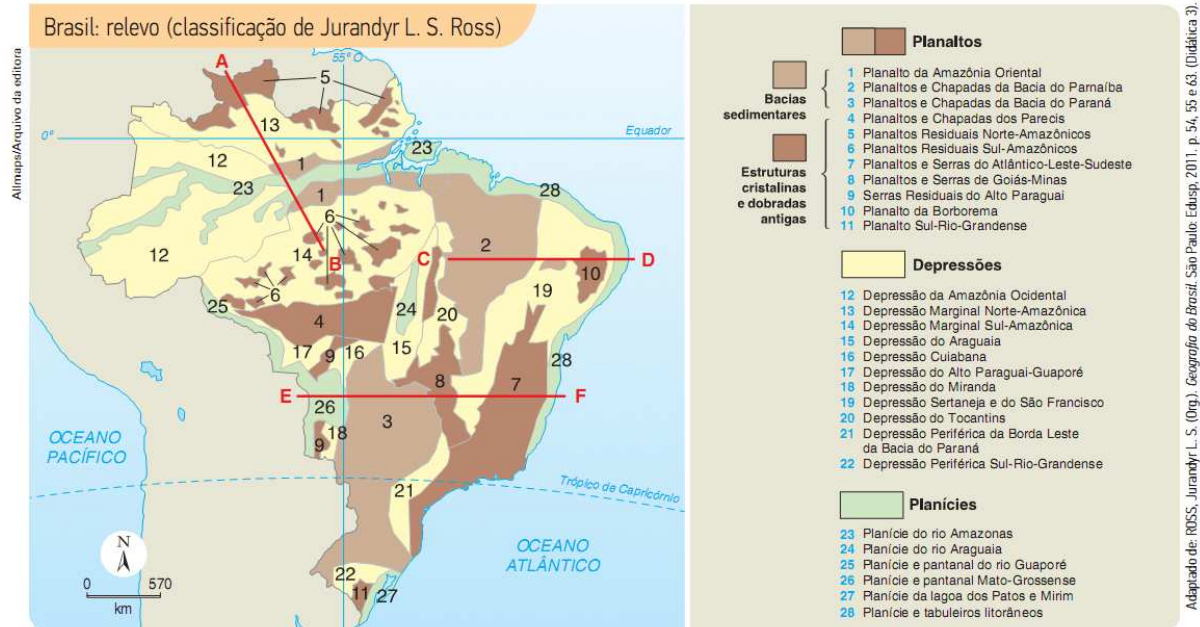 Brasil: relevo (classificação de Jurandyr L. S. Ross)
Allmaps/Arquivo da editora
A
55° O
5
13
0°
Equador
12
1
23
23
1
28
6
12
14
B
C
2
D
10
6
19
25
24
4
20
17
9
16
15
28
8
7
E
F
26
3
18
9
OCEANO
PACÍFICO
21
Trópico de Capricórnio
N
0 570
km
22
11
27
OCEANO
ATLÂNTICO
Planaltos
Bacias
sedimentares
1 Planalto da Amazônia Oriental
2 Planaltos e Chapadas da Bacia do Parnaíba
3 Planaltos e Chapadas da Bacia do Paraná
Estruturas
cristalinas
e dobradas
antigas
4 Planaltos e Chapadas dos Parecis
5 Planaltos Residuais Norte-Amazônicos
6 Planaltos Residuais Sul-Amazônicos
7 Planaltos e Serras do Atlântico-Leste-Sudeste
8 Planaltos e Serras de Goiás-Minas
9 Serras Residuais do Alto Paraguai
10 Planalto da Borborema
11 Planalto Sul-Rio-Grandense
Depressões
12 Depressão da Amazônia Ocidental
13 Depressão Marginal Norte-Amazônica
14 Depressão Marginal Sul-Amazônica
15 Depressão do Araguaia
16 Depressão Cuiabana
17 Depressão do Alto Paraguai-Guaporé
18 Depressão do Miranda
19 Depressão Sertaneja e do São Francisco
20 Depressão do Tocantins
21 Depressão Periférica da Borda Leste
da Bacia do Paraná
22 Depressão Periférica Sul-Rio-Grandense
Planícies
23 Planície do rio Amazonas
24 Planície do rio Araguaia
25 Planície e pantanal do rio Guaporé
26 Planície e pantanal Mato-Grossense
27 Planície da lagoa dos Patos e Mirim
28 Planície e tabuleiros litorâneos
Adaptado de: ROSS, Jurandyr L. S. (Org.). Geografia do Brasil. São Paulo: Edusp, 2011. p. 54, 55 e 63. (Didática 3).